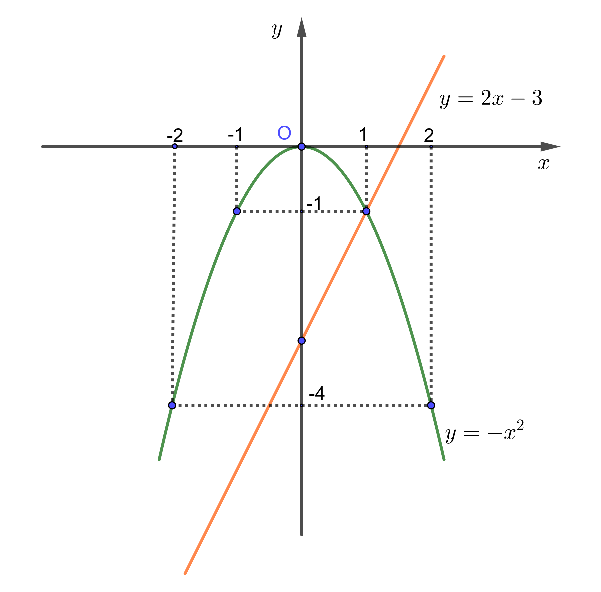 y
y = 2x − 3
-2 -1 O 1 2
x
-1
-4
y = −x²